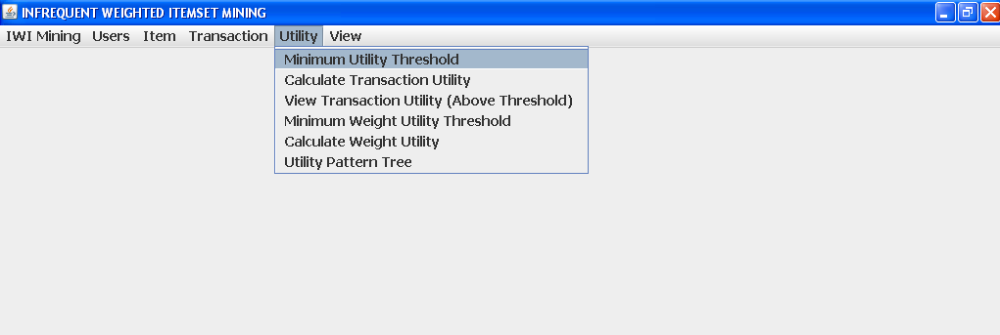 INFREQUENT WEIGHTED ITEMSET MINING
IWI Mining Users Item Transaction Utility View
Minimum Utility Threshold
Calculate Transaction Utility
View Transaction Utility (Above Threshold)
Minimum Weight Utility Threshold
Calculate Weight Utility
Utility Pattern Tree